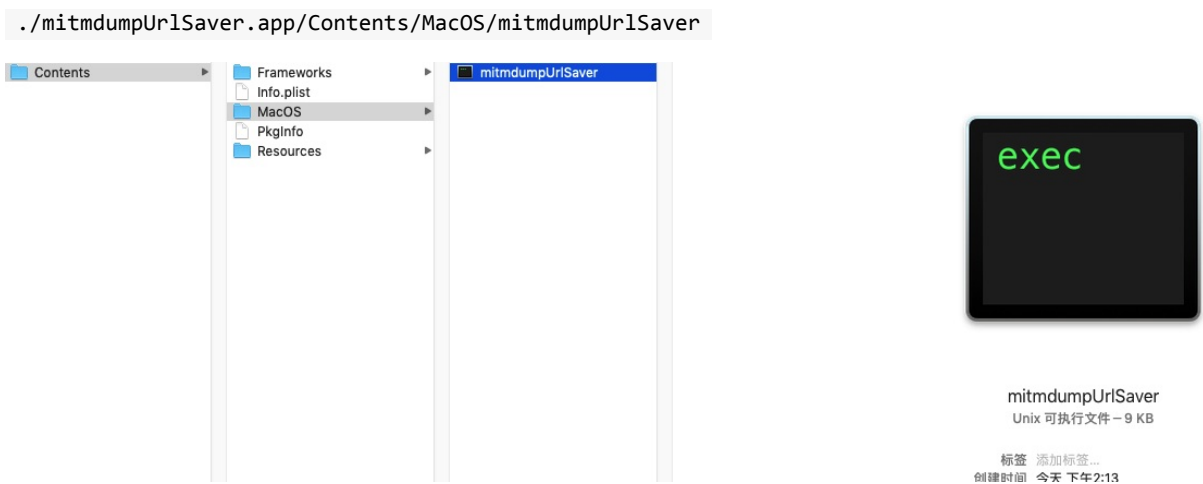 ./mitmdumpUrlSaver.app/Contents/MacOS/mitmdumpUrlSaver
Contents
Frameworks
Info.plist
MacOS
PkgInfo
Resources
mitmdumpUrlSaver
exec
mitmdumpUrlSaver
Unix 可执行文件 – 9 KB
标签 添加标签...
创建时间 今天 下午2:13